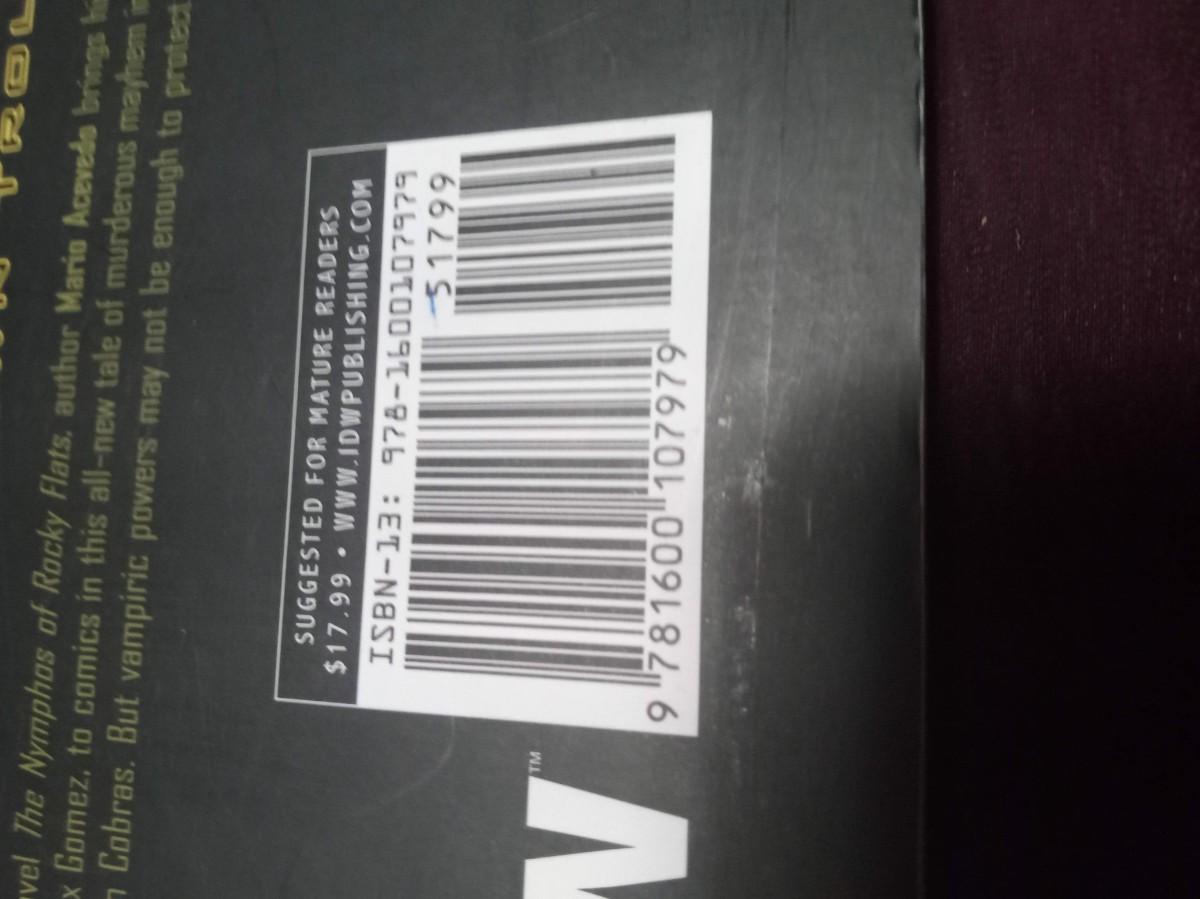 The Nymphos of Rocky Flats, author Mario Acevedo brings
Gomez, to comics in this all-new tale of murderous mayhem
Cobras. But vampiric powers may not be enough to protect
SUGGESTED FOR MATURE READERS
$17.99 • WWW.IDWPUBLISHING.COM
ISBN-13: 978-1600107979
51799
9 781600 107979
W™